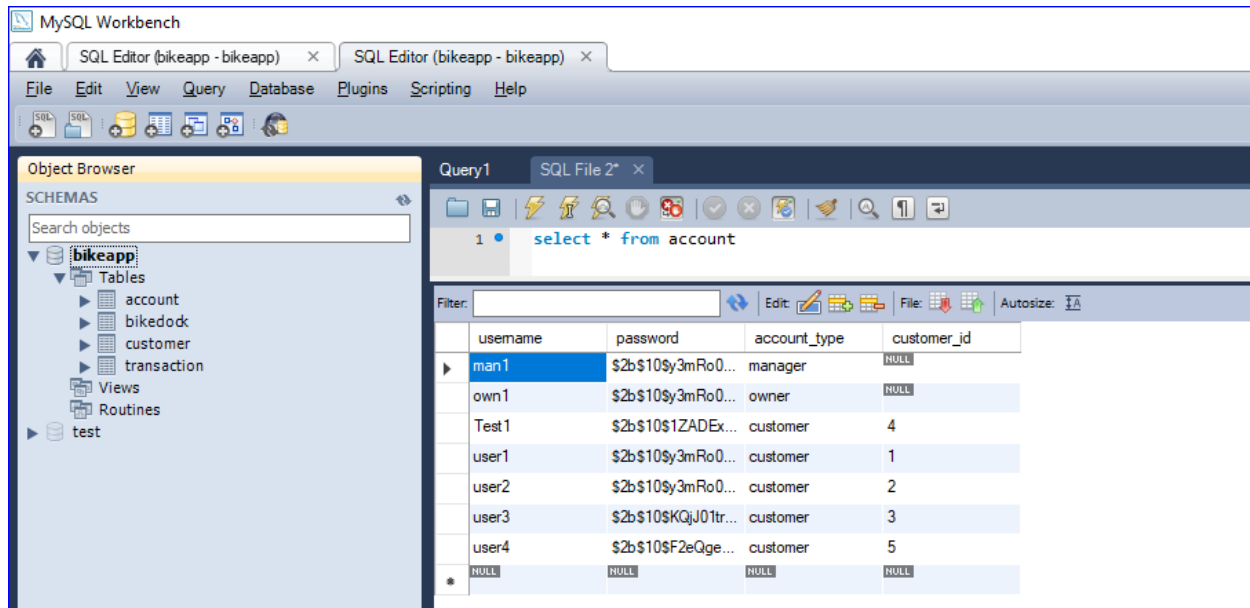 MySQL Workbench
SQL Editor (bikeapp - bikeapp) × SQL Editor (bikeapp - bikeapp) ×
File Edit View Query Database Plugins Scripting Help
SQL SQL
Object Browser
SCHEMAS
Search objects
bikeapp
Tables
account
bikedock
customer
transaction
Views
Routines
test
Query1 SQL File 2* ×
1 select * from account
Filter: Edit: File: Autosize:
username password account_type customer_id
man1 $2b$10$y3mRo0... manager NULL
own1 $2b$10$y3mRo0... owner NULL
Test1 $2b$10$1ZADEx... customer 4
user1 $2b$10$y3mRo0... customer 1
user2 $2b$10$y3mRo0... customer 2
user3 $2b$10$KQjJ01tr... customer 3
user4 $2b$10$F2eQge... customer 5
* NULL NULL NULL NULL